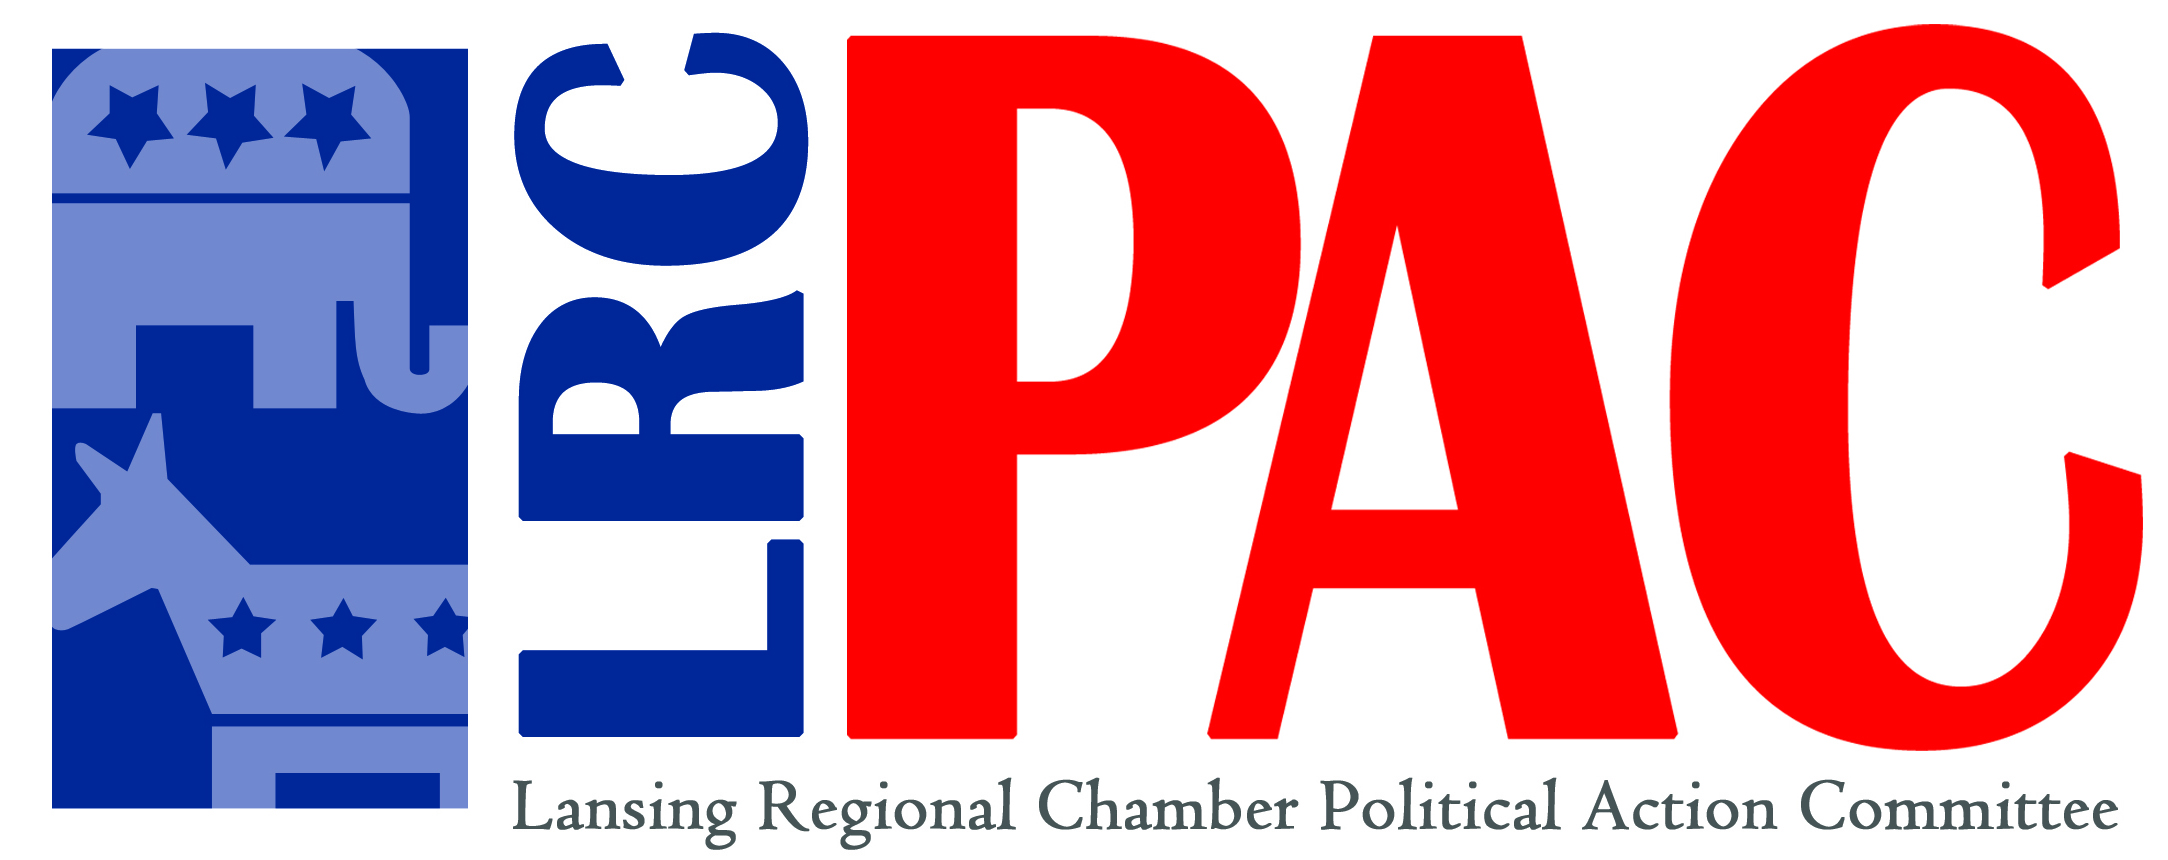 LRC
PAC
Lansing Regional Chamber Political Action Committee